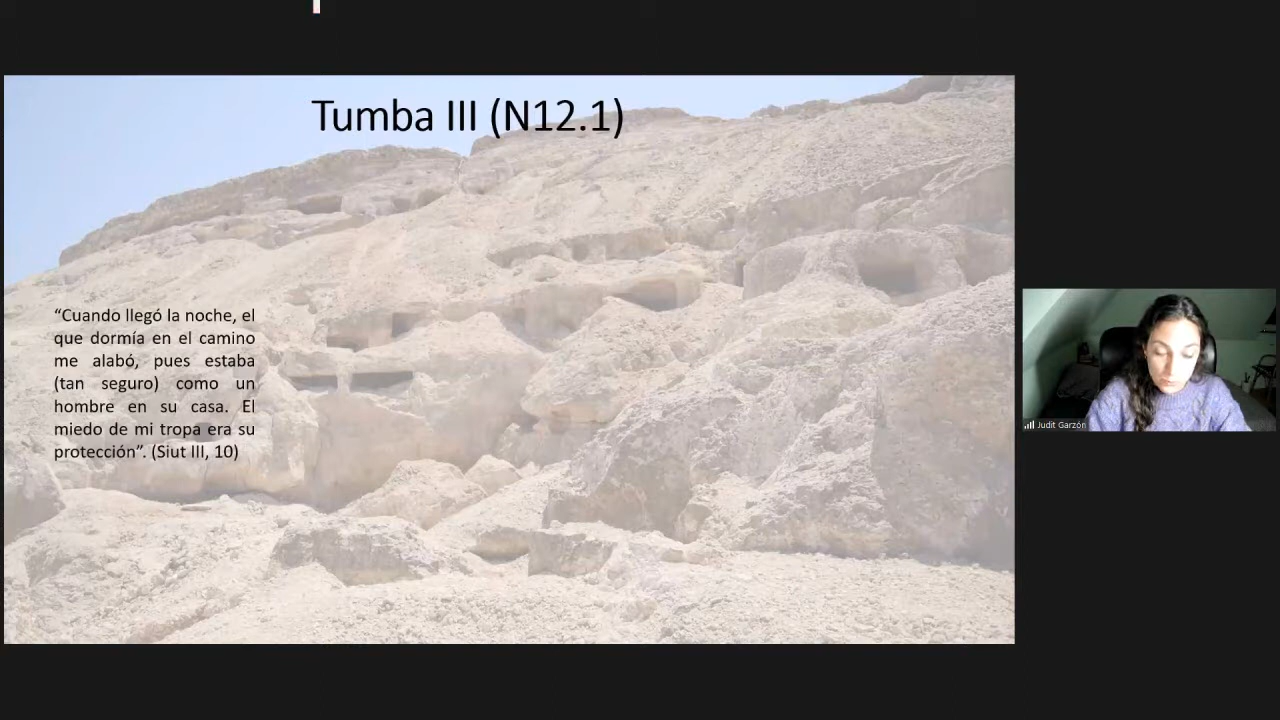 Tumba III (N12.1)
“Cuando llegó la noche, el
que dormía en el camino
me alabó, pues estaba
(tan seguro) como un
hombre en su casa. El
miedo de mi tropa era su
protección”. (Siut III, 10)
Judit Garzón